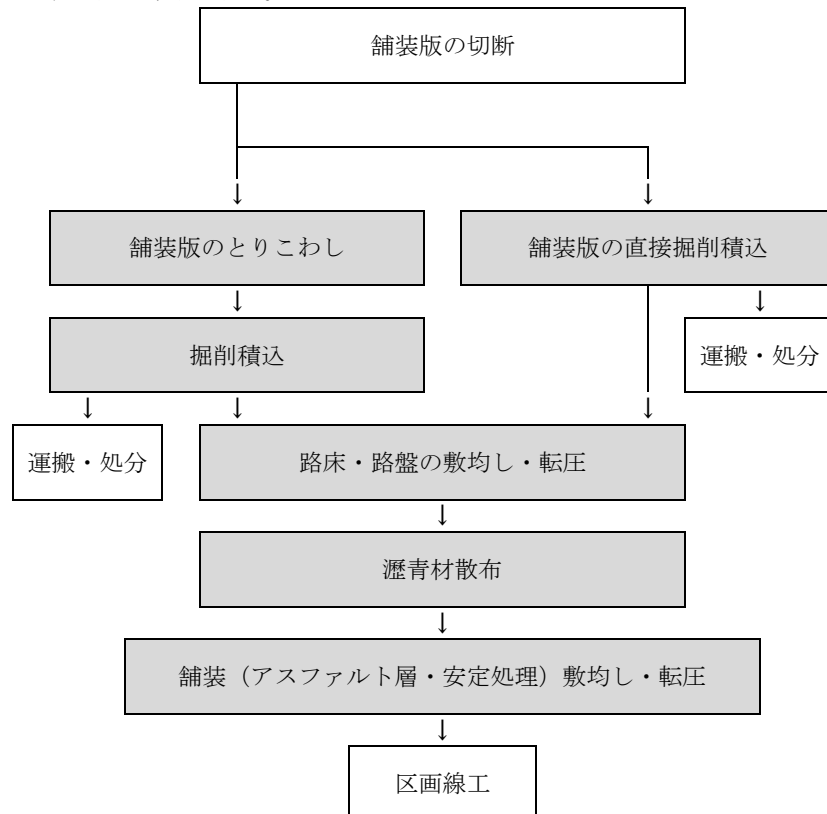 舗装版の切断
舗装版のとりこわし
舗装版の直接掘削積込
掘削積込
運搬・処分
運搬・処分
路床・路盤の敷均し・転圧
瀝青材散布
舗装（アスファルト層・安定処理）敷均し・転圧
区画線工